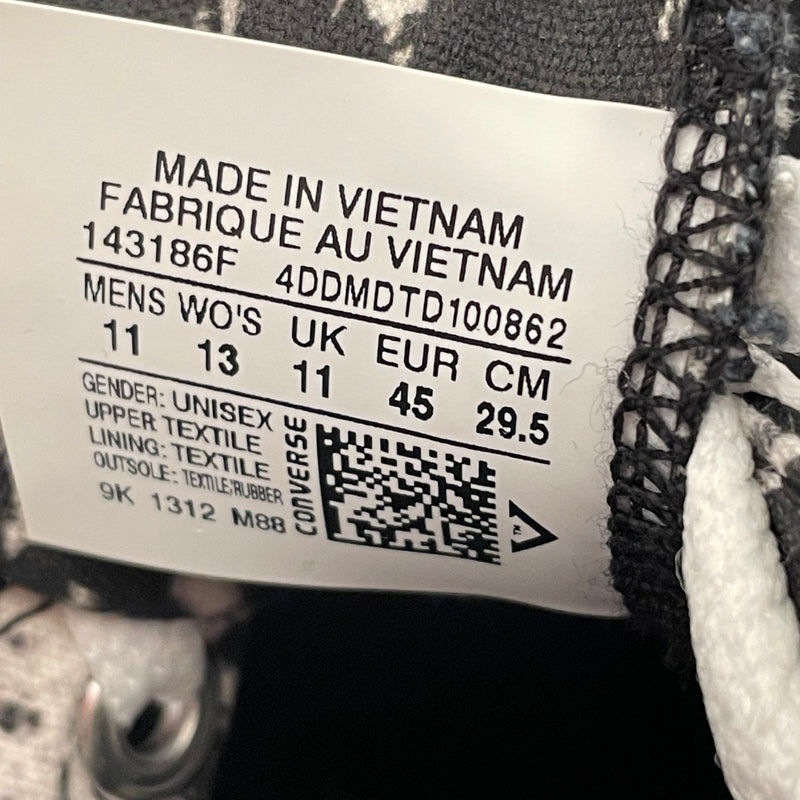 MADE IN VIETNAM
FABRIQUE AU VIETNAM
143186F 4DDMDTD100862
MENS WO'S UK EUR CM
11 13 11 45 29.5
GENDER: UNISEX
UPPER TEXTILE
LINING: TEXTILE
OUTSOLE: TEXTILE;RUBBER
9K 1312 M88
CONVERSE
TM